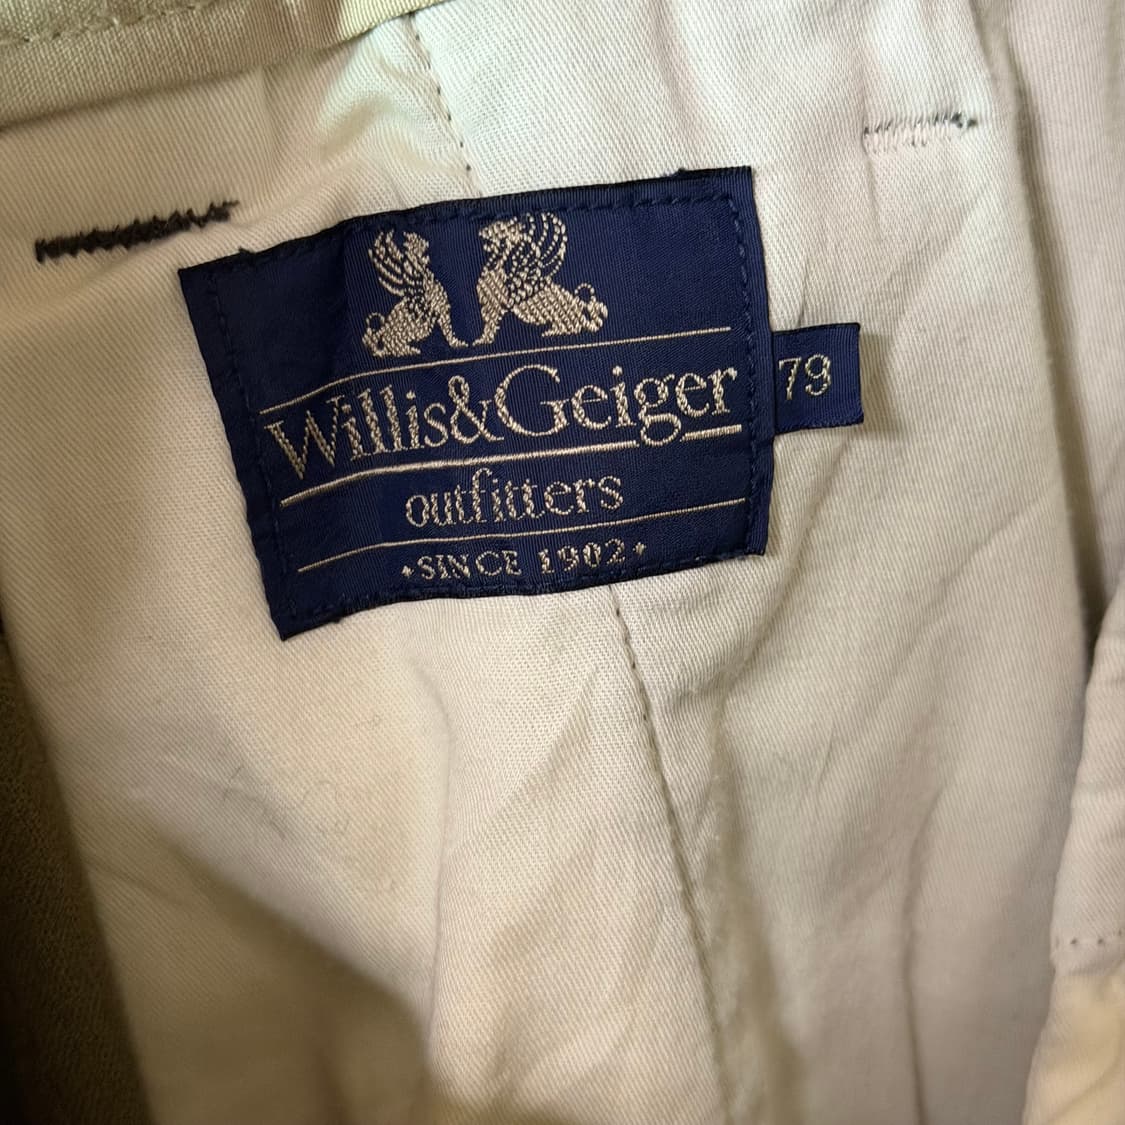 Willis&Geiger
outfitters
•SINCE 1902•
79